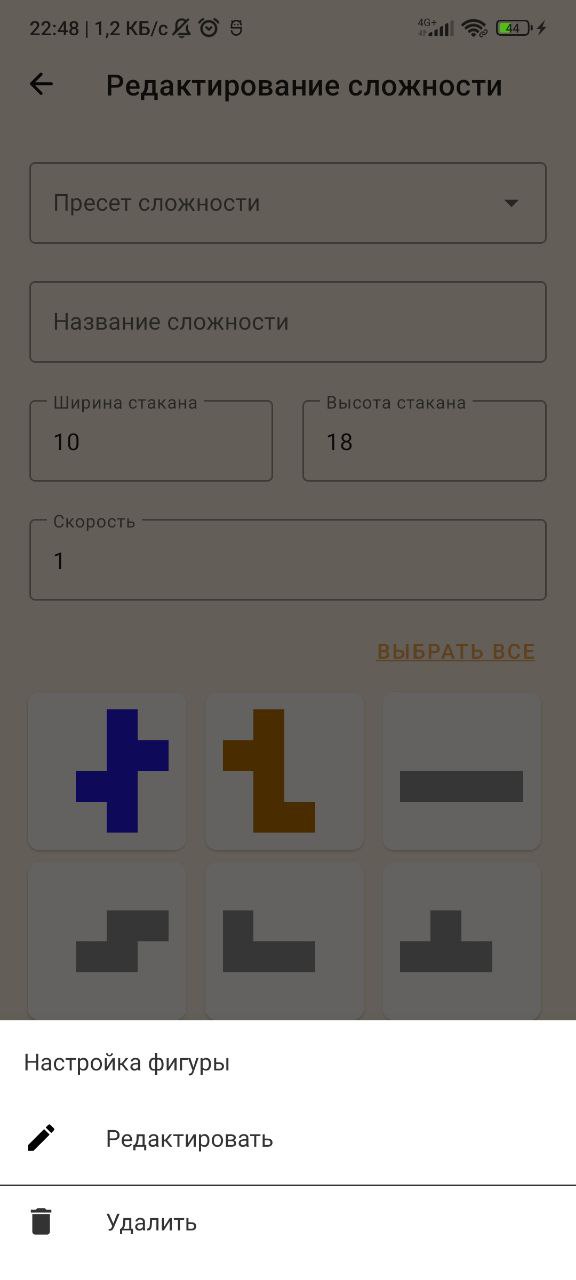 22:48 | 1,2 КБ/с 4G+ 44
Редактирование сложности
Пресет сложности
Название сложности
Ширина стакана Высота стакана
10 18
Скорость
1
ВЫБРАТЬ ВСЕ
Настройка фигуры
Редактировать
Удалить